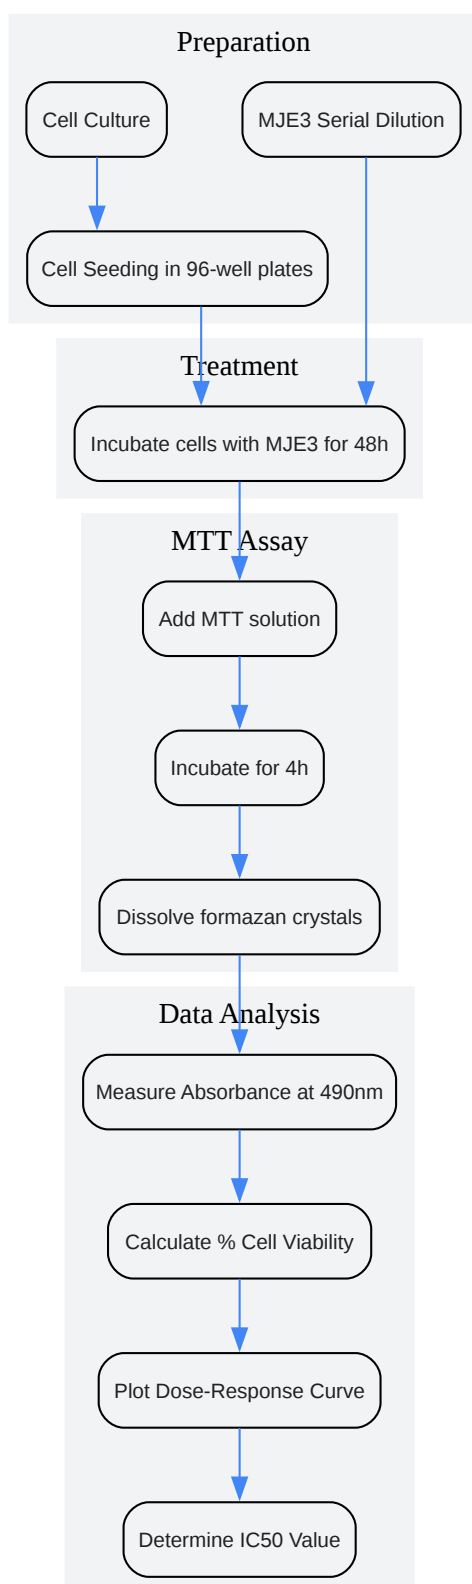 Preparation
Cell Culture
MJE3 Serial Dilution
Cell Seeding in 96-well plates
Treatment
Incubate cells with MJE3 for 48h
MTT Assay
Add MTT solution
Incubate for 4h
Dissolve formazan crystals
Data Analysis
Measure Absorbance at 490nm
Calculate % Cell Viability
Plot Dose-Response Curve
Determine IC50 Value